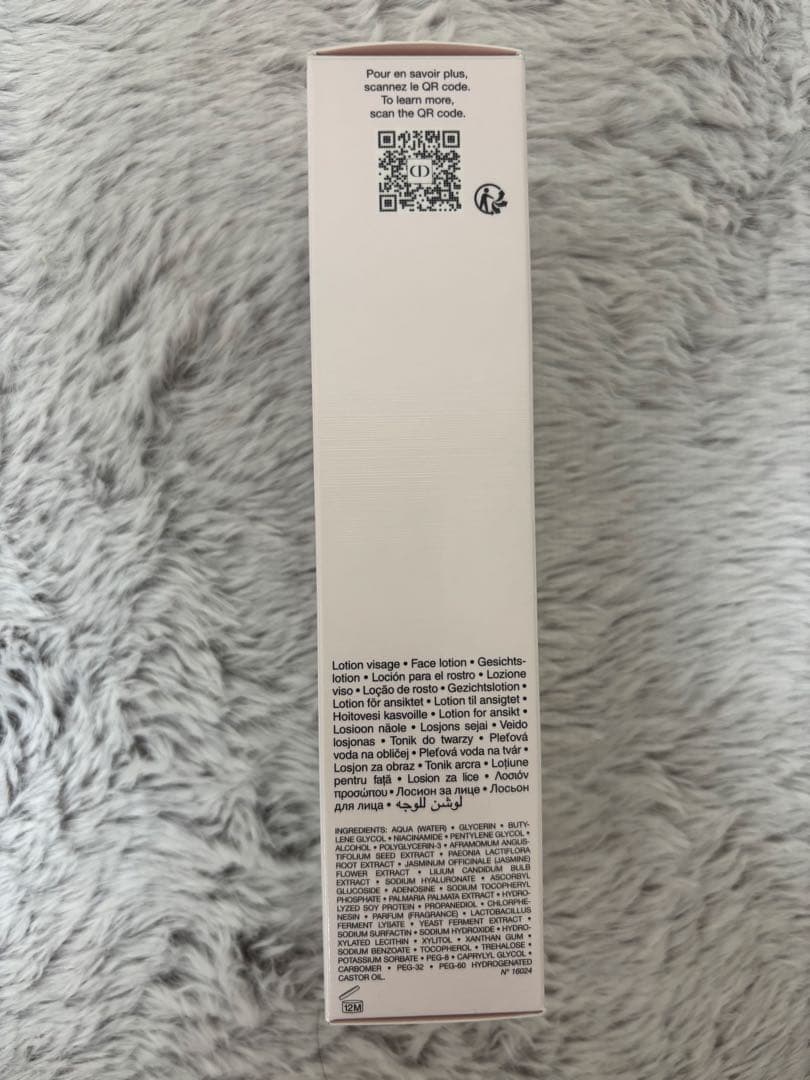 Pour en savoir plus,
scannez le QR code.
To learn more,
scan the QR code.
CD
Lotion visage • Face lotion • Gesichts-
lotion • Loción para el rostro • Lozione
viso • Loção de rosto • Gezichtslotion •
Lotion för ansiktet • Lotion til ansigtet •
Hoitovesi kasvoille • Lotion for ansikt •
Losioon näole • Losjons sejai • Veido
losjonas • Tonik do twarzy • Pleťová
voda na obličej • Pleťová voda na tvár •
Losjon za obraz • Tonik arcra • Loțiune
pentru față • Losion za lice • Λοσιόν
προσώπου • Лосион за лице • Лосьон
для лица • لوشن للوجه
INGREDIENTS: AQUA (WATER) • GLYCERIN • BUTY-
LENE GLYCOL • NIACINAMIDE • PENTYLENE GLYCOL •
ALCOHOL • POLYGLYCERIN-3 • AFRAMOMUM ANGUS-
TIFOLIUM SEED EXTRACT • PAEONIA LACTIFLORA
ROOT EXTRACT • JASMINUM OFFICINALE (JASMINE)
FLOWER EXTRACT • LILIUM CANDIDUM BULB
EXTRACT • SODIUM HYALURONATE • ASCORBYL
GLUCOSIDE • ADENOSINE • SODIUM TOCOPHERYL
PHOSPHATE • PALMARIA PALMATA EXTRACT • HYDRO-
LYZED SOY PROTEIN • PROPANEDIOL • CHLORPHE-
NESIN • PARFUM (FRAGRANCE) • LACTOBACILLUS
FERMENT LYSATE • YEAST FERMENT EXTRACT •
SODIUM SURFACTIN • SODIUM HYDROXIDE • HYDRO-
XYLATED LECITHIN • XYLITOL • XANTHAN GUM •
SODIUM BENZOATE • TOCOPHEROL • TREHALOSE •
POTASSIUM SORBATE • PEG-8 • CAPRYLYL GLYCOL •
CARBOMER • PEG-32 • PEG-60 HYDROGENATED
CASTOR OIL. N° 16024
12M